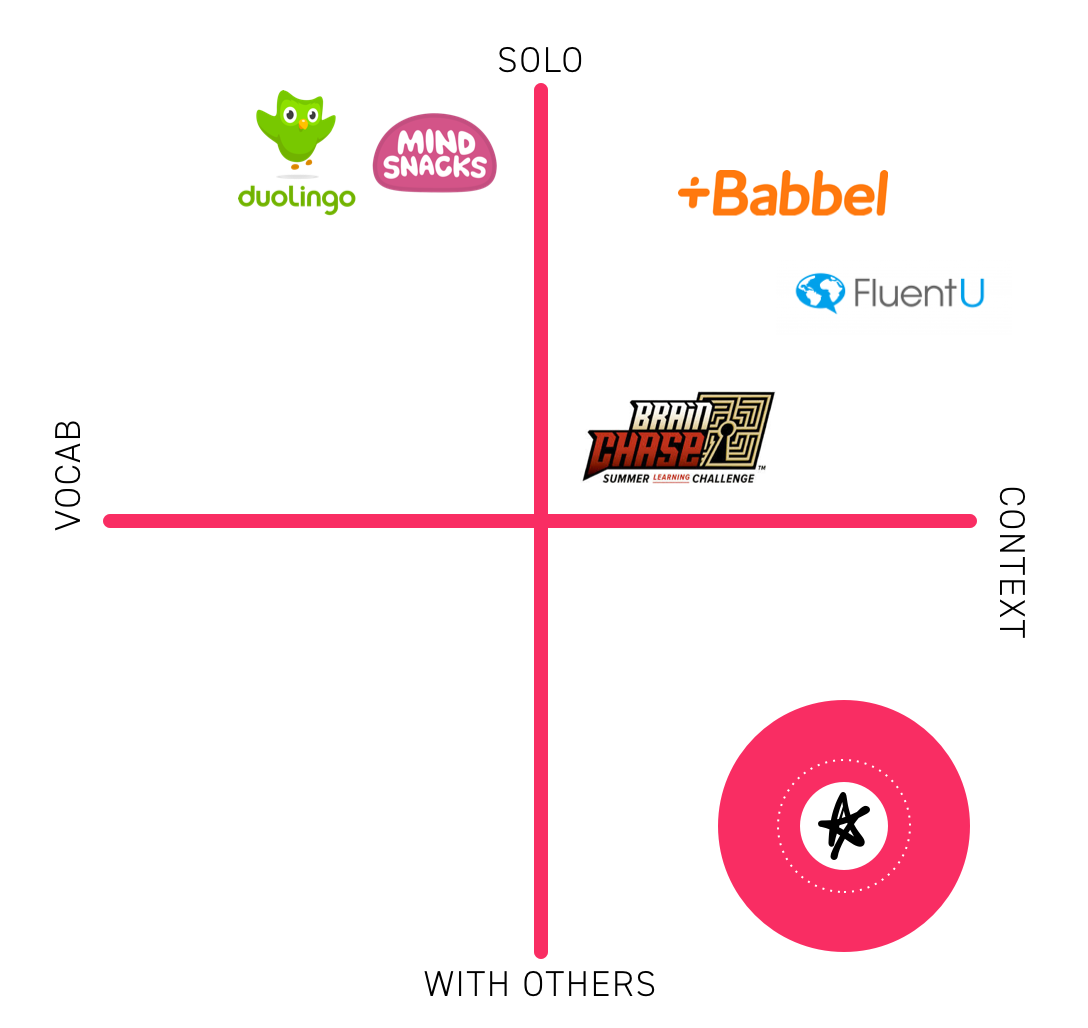 SOLO
duolingo
MIND
SNACKS
+Babbel
FluentU
BRAIN
CHASE
TM
SUMMER LEARNING CHALLENGE
VOCAB
CONTEXT
WITH OTHERS